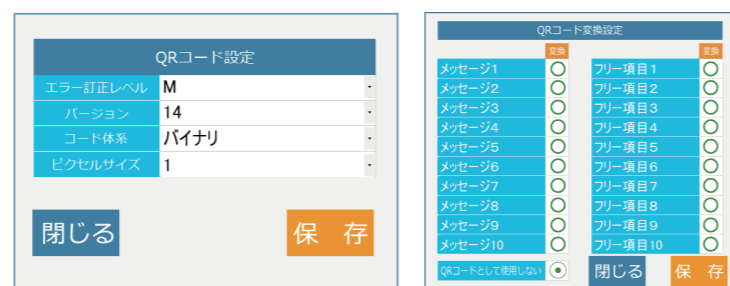 QRコード設定
エラー訂正レベル M
バージョン 14
コード体系 バイナリ
ピクセルサイズ 1
閉じる 保 存
QRコード変換設定
変換 変換
メッセージ1 フリー項目1
メッセージ2 フリー項目2
メッセージ3 フリー項目3
メッセージ4 フリー項目4
メッセージ5 フリー項目5
メッセージ6 フリー項目6
メッセージ7 フリー項目7
メッセージ8 フリー項目8
メッセージ9 フリー項目9
メッセージ10 フリー項目10
QRコードとして使用しない 閉じる 保 存